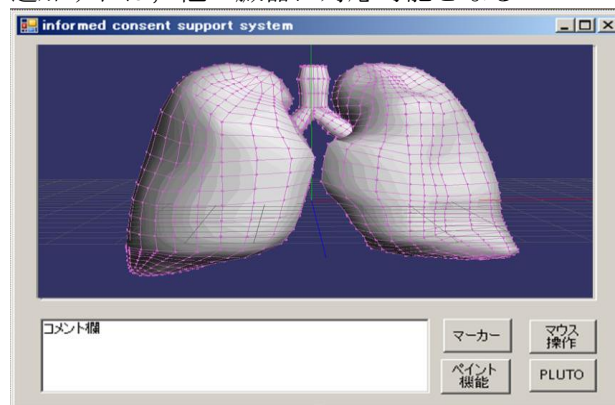 informed consent support system
コメント欄
マーカー
マウス
操作
ペイント
機能
PLUTO